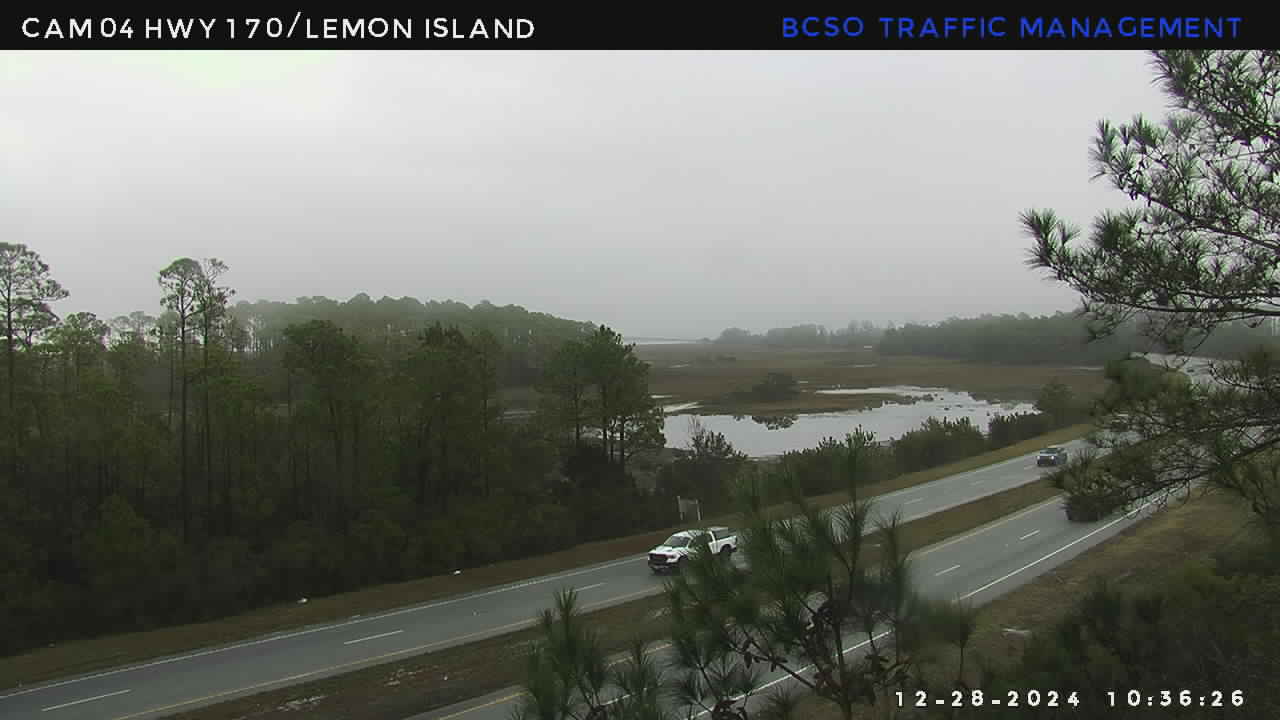 CAM04 HWY 170/LEMON ISLAND
BCSO TRAFFIC MANAGEMENT
12-28-2024 10:36:26